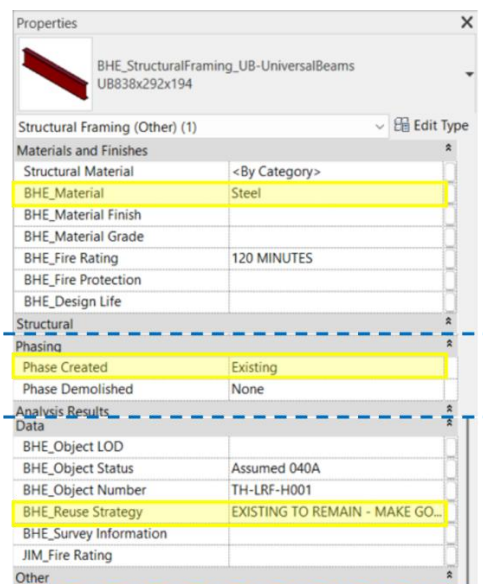 Properties
BHE_StructuralFraming_UB-UniversalBeams
UB838x292x194
Structural Framing (Other) (1) Edit Type
Materials and Finishes
Structural Material <By Category>
BHE_Material Steel
BHE_Material Finish
BHE_Material Grade
BHE_Fire Rating 120 MINUTES
BHE_Fire Protection
BHE_Design Life
Structural
Phasing
Phase Created Existing
Phase Demolished None
Analysis Results
Data
BHE_Object LOD
BHE_Object Status Assumed 040A
BHE_Object Number TH-LRF-H001
BHE_Reuse Strategy EXISTING TO REMAIN - MAKE GO...
BHE_Survey Information
JIM_Fire Rating
Other